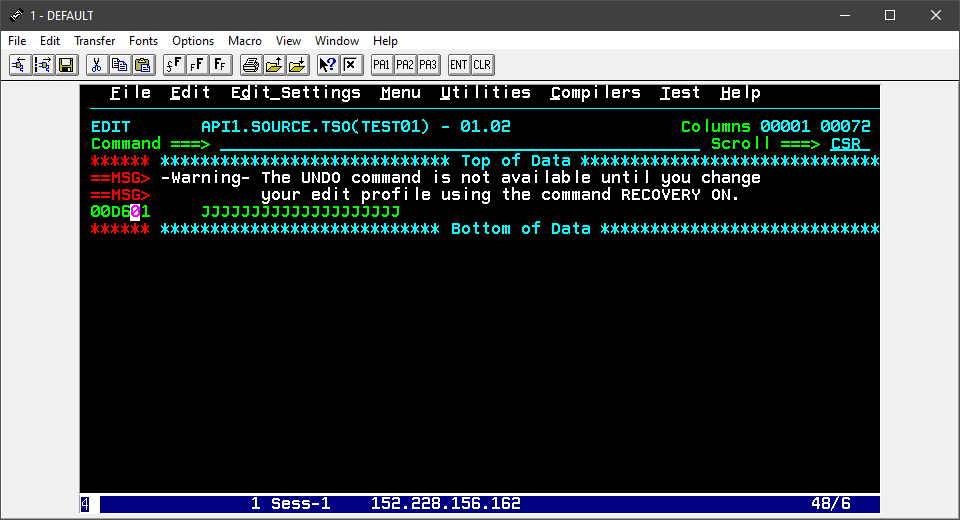 1 - DEFAULT
File Edit Transfer Fonts Options Macro View Window Help
PA1 PA2 PA3 ENT CLR
File Edit Edit_Settings Menu Utilities Compilers Test Help
EDIT API1.SOURCE.TSO(TEST01) - 01.02 Columns 00001 00072
Command ===> Scroll ===> CSR
****** ***************************** Top of Data ******************************
==MSG> -Warning- The UNDO command is not available until you change
==MSG> your edit profile using the command RECOVERY ON.
00D601 JJJJJJJJJJJJJJJJJJJJ
****** **************************** Bottom of Data ****************************
4 1 Sess-1 152.228.156.162 48/6